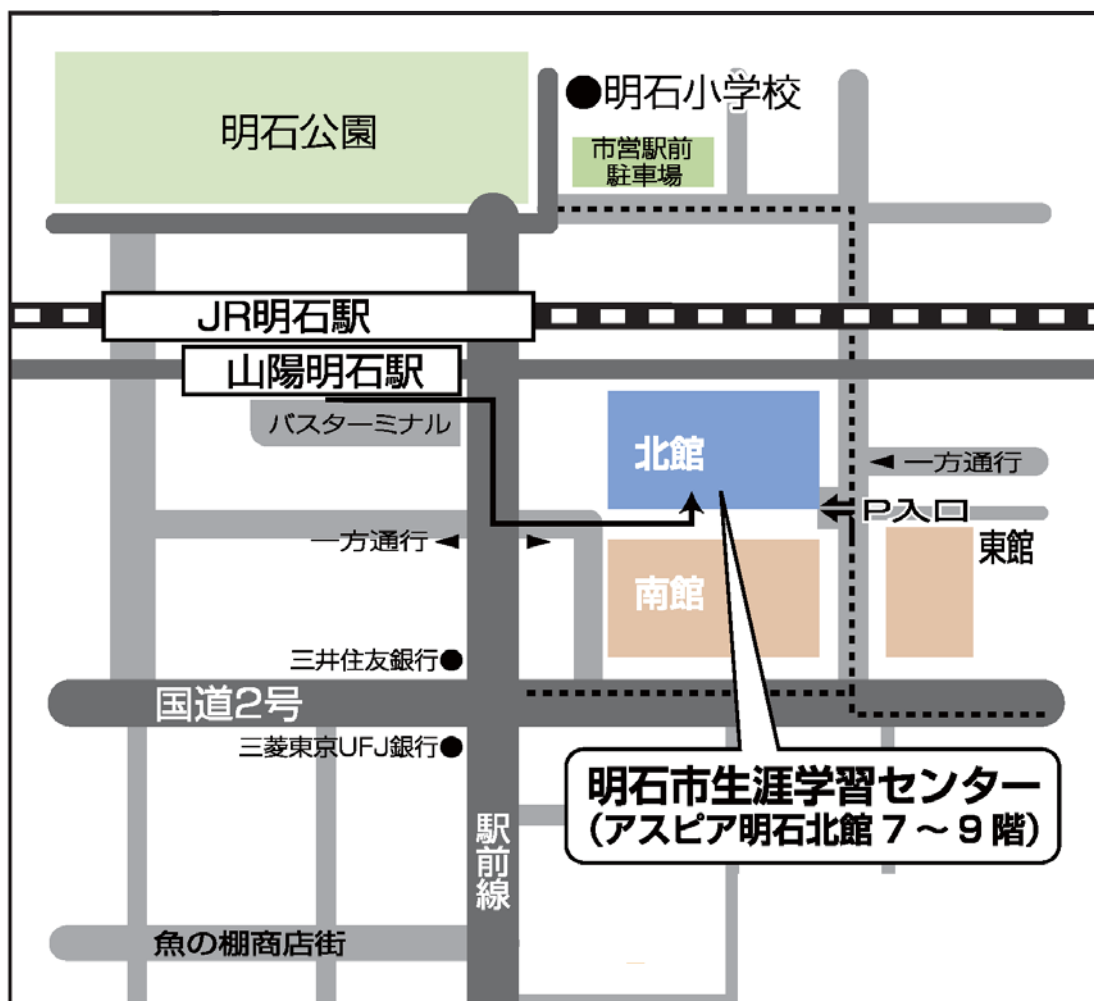 明石公園
●明石小学校
市営駅前
駐車場
JR明石駅
山陽明石駅
バスターミナル
北館
一方通行
P入口
一方通行
東館
南館
三井住友銀行●
国道2号
三菱東京UFJ銀行●
明石市生涯学習センター
(アスピア明石北館7～9階)
駅前線
魚の棚商店街